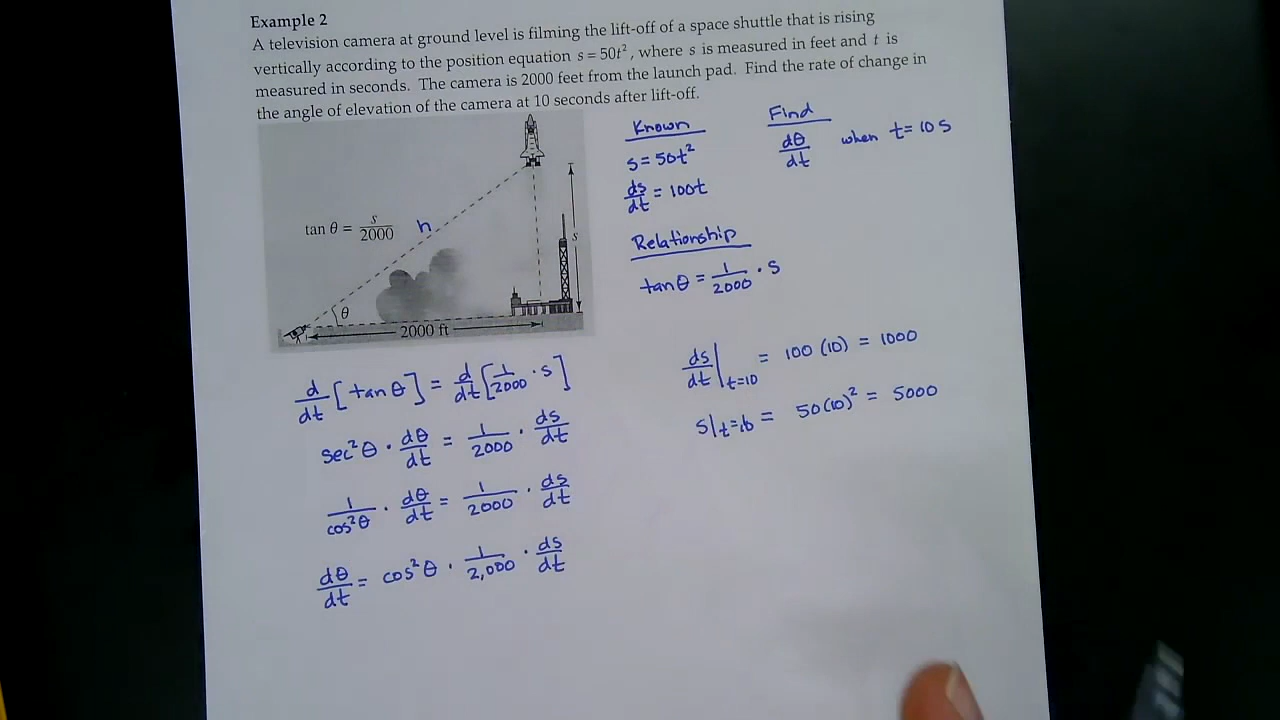 Example 2
A television camera at ground level is filming the lift-off of a space shuttle that is rising
vertically according to the position equation s = 50t², where s is measured in feet and t is
measured in seconds. The camera is 2000 feet from the launch pad. Find the rate of change in
the angle of elevation of the camera at 10 seconds after lift-off.
tan θ = s/2000
h
s
θ
2000 ft
Known
s = 50t²
ds/dt = 100t
Find
dθ/dt when t = 10 s
Relationship
tan θ = 1/2000 · s
d/dt [tan θ] = d/dt [1/2000 · s]
sec²θ · dθ/dt = 1/2000 · ds/dt
1/cos²θ · dθ/dt = 1/2000 · ds/dt
dθ/dt = cos²θ · 1/2,000 · ds/dt
ds/dt |t=10 = 100 (10) = 1000
s|t=10 = 50(10)² = 5000